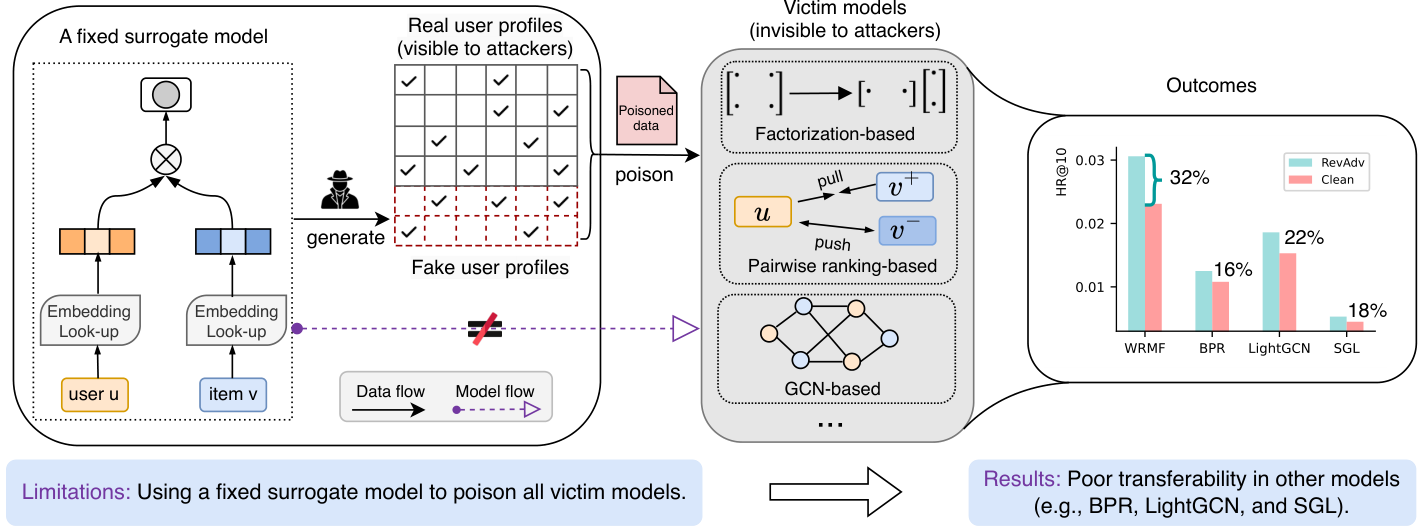 A fixed surrogate model
Embedding
Look-up
Embedding
Look-up
user u
item v
generate
Real user profiles
(visible to attackers)
Fake user profiles
Data flow
Model flow
Poisoned
data
poison
Victim models
(invisible to attackers)
Factorization-based
u
pull
v+
push
v−
Pairwise ranking-based
GCN-based
...
Outcomes
HR@10
0.03
0.02
0.01
RevAdv
Clean
32%
16%
22%
18%
WRMF
BPR
LightGCN
SGL
Limitations: Using a fixed surrogate model to poison all victim models.
Results: Poor transferability in other models
(e.g., BPR, LightGCN, and SGL).